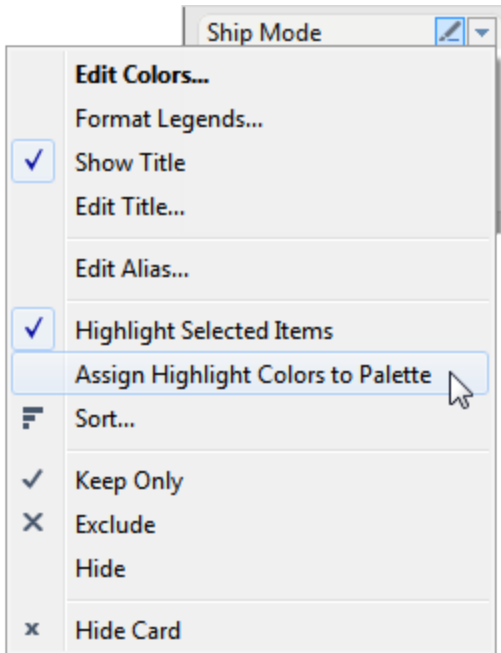 Ship Mode
Edit Colors...
Format Legends...
Show Title
Edit Title...
Edit Alias...
Highlight Selected Items
Assign Highlight Colors to Palette
Sort...
Keep Only
Exclude
Hide
Hide Card